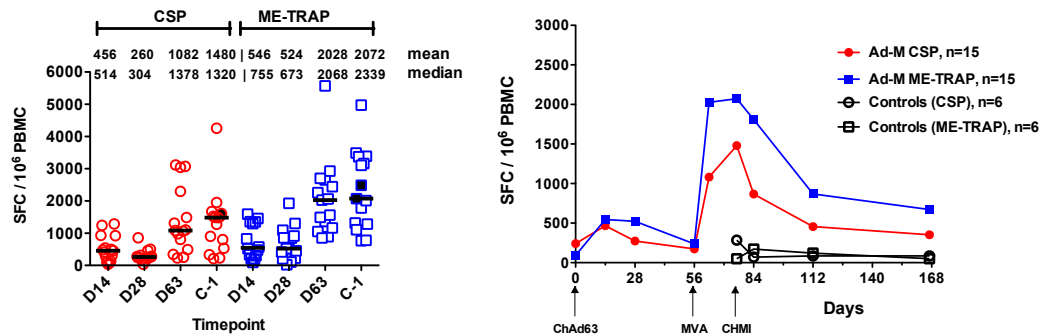 CSP ME-TRAP
456 260 1082 1480 | 546 524 2028 2072 mean
514 304 1378 1320 | 755 673 2068 2339 median
6000
5000
4000
3000
2000
1000
0
SFC / 10⁶ PBMC
D14 D28 D63 C-1 D14 D28 D63 C-1
Timepoint
3000
2500
2000
1500
1000
500
0
SFC / 10⁶ PBMC
Ad-M CSP, n=15
Ad-M ME-TRAP, n=15
Controls (CSP), n=6
Controls (ME-TRAP), n=6
0 28 56 84 112 140 168
ChAd63 MVA CHMI Days